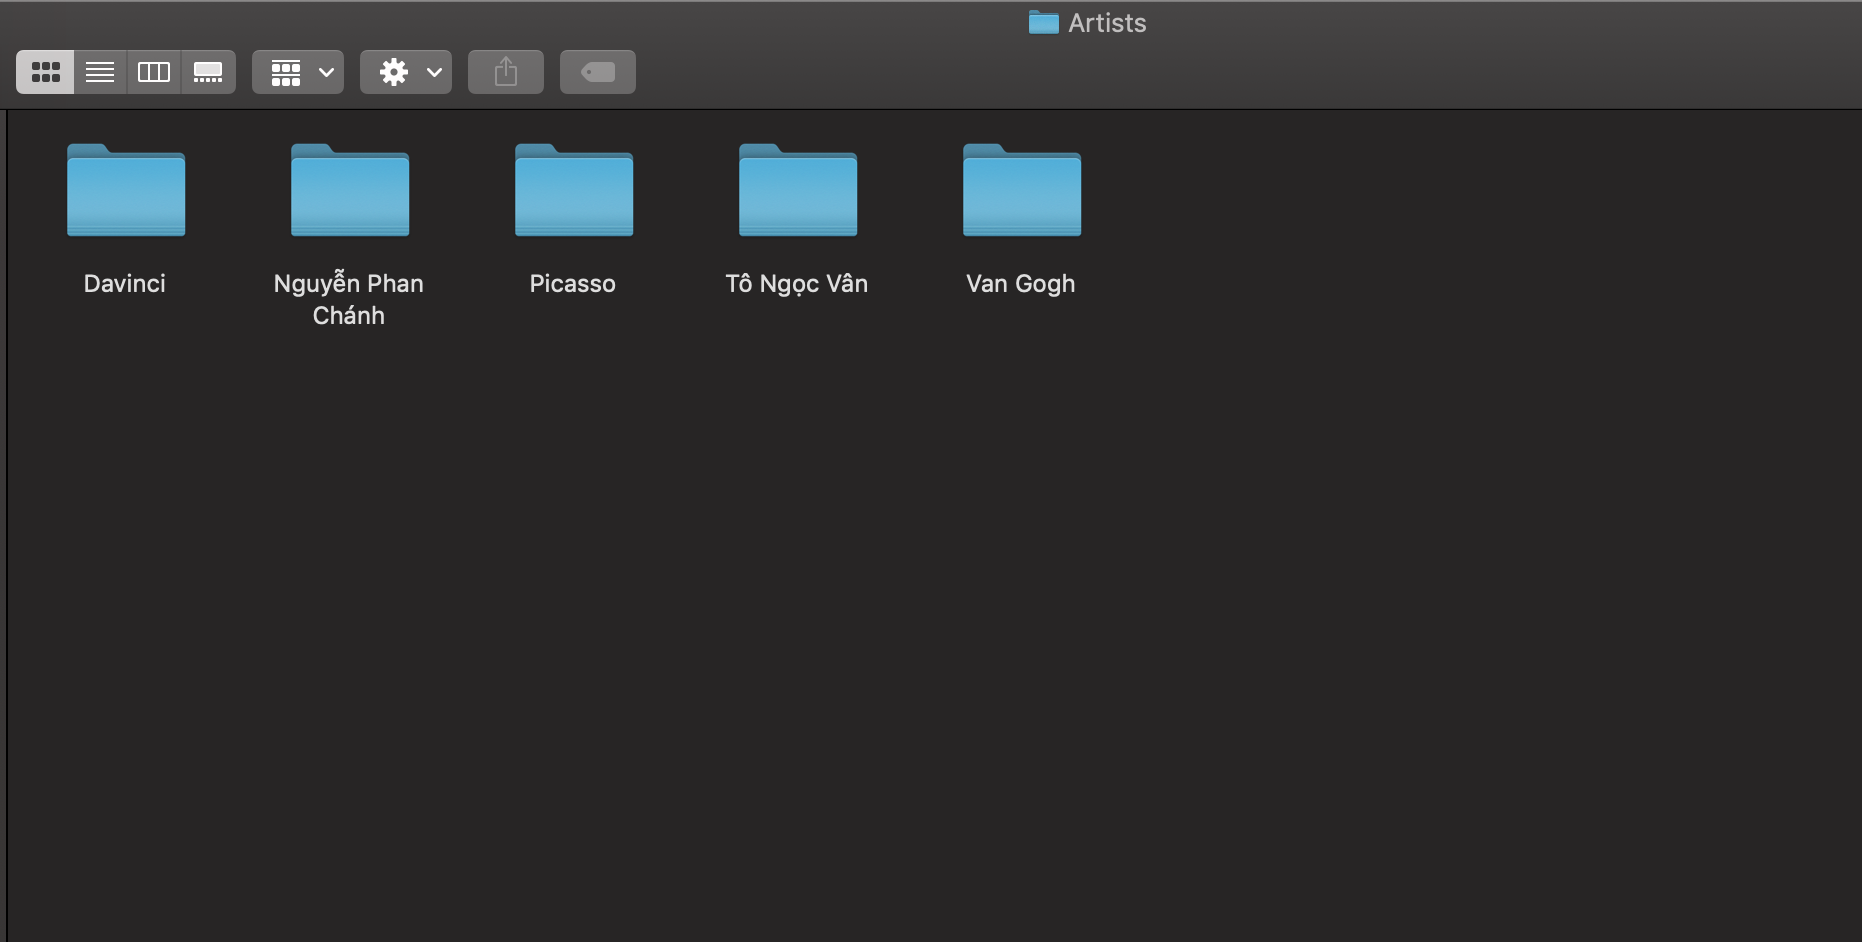 Artists
Davinci
Nguyễn Phan
Chánh
Picasso
Tô Ngọc Vân
Van Gogh